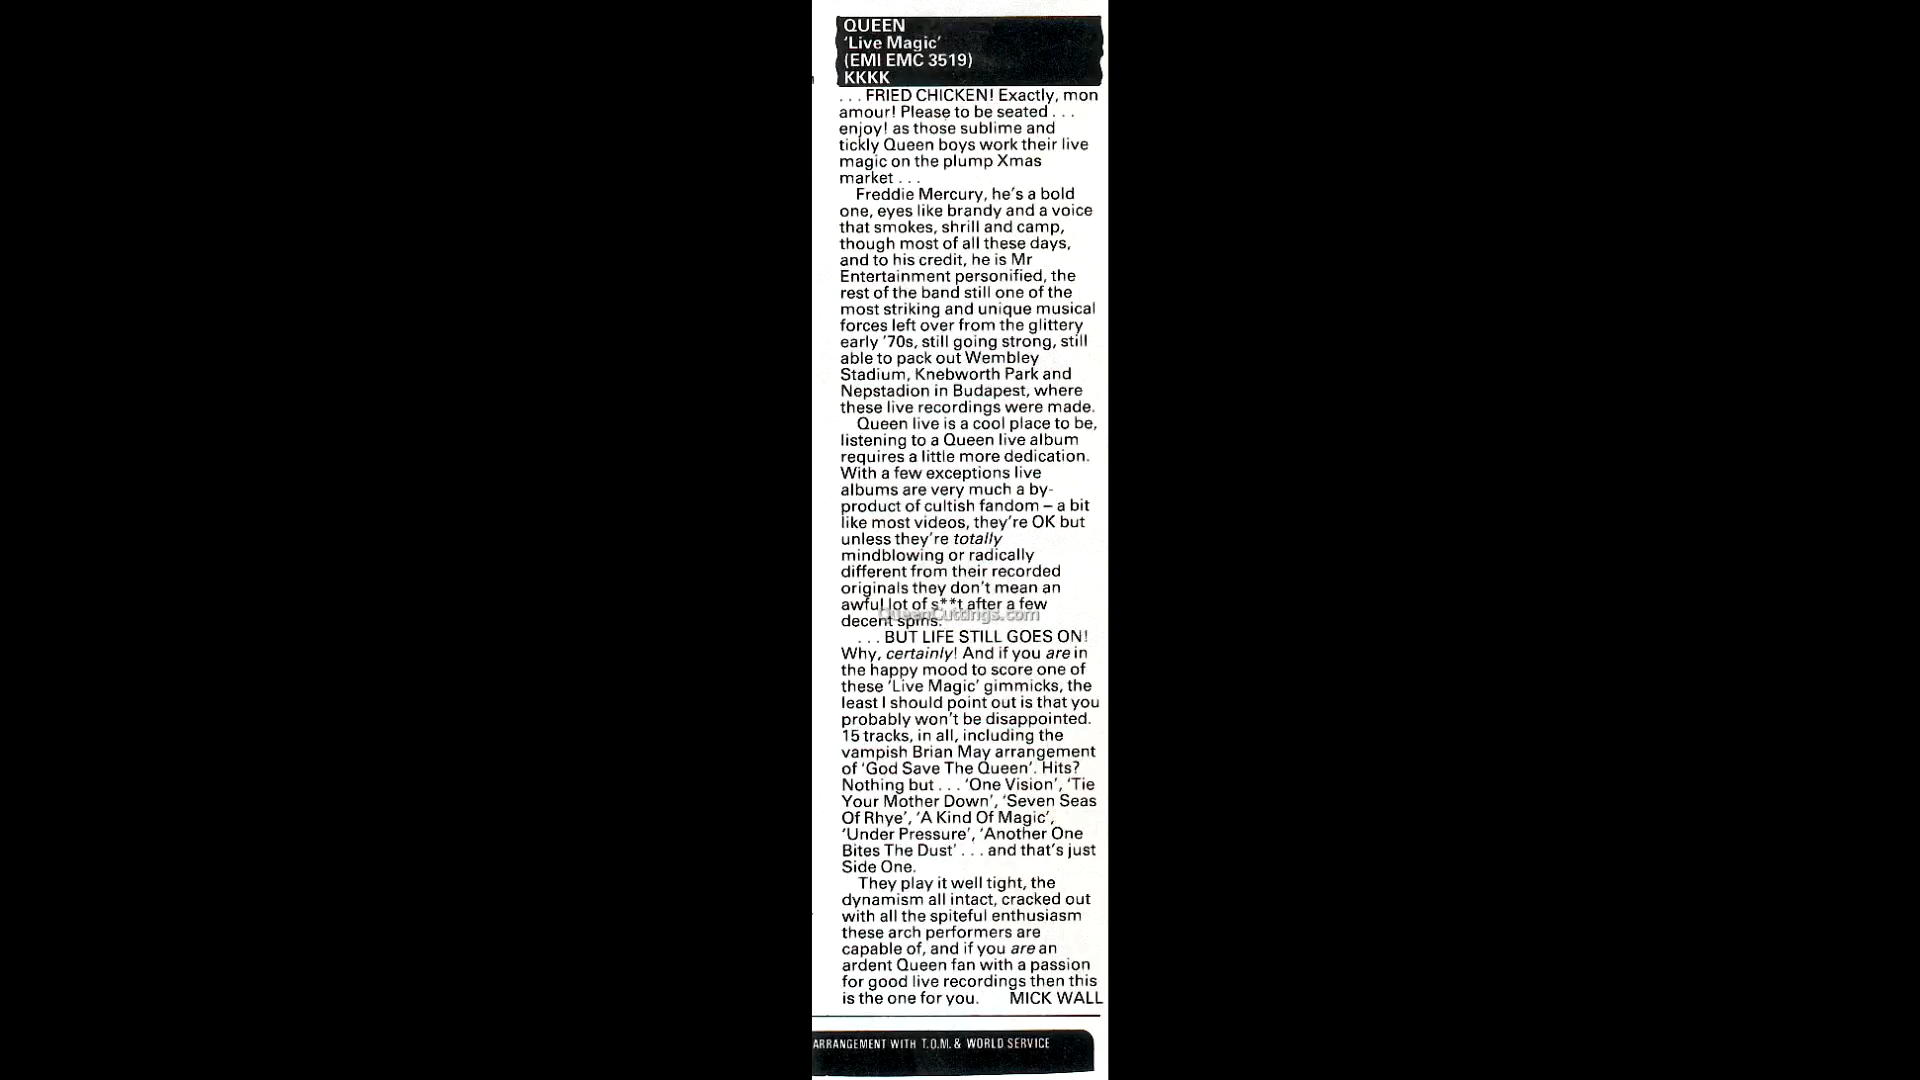 QUEEN
‘Live Magic’
(EMI EMC 3519)
KKKK
. . . FRIED CHICKEN! Exactly, mon
amour! Please to be seated . . .
enjoy! as those sublime and
tickly Queen boys work their live
magic on the plump Xmas
market . . .
Freddie Mercury, he's a bold
one, eyes like brandy and a voice
that smokes, shrill and camp,
though most of all these days,
and to his credit, he is Mr
Entertainment personified, the
rest of the band still one of the
most striking and unique musical
forces left over from the glittery
early '70s, still going strong, still
able to pack out Wembley
Stadium, Knebworth Park and
Nepstadion in Budapest, where
these live recordings were made.
Queen live is a cool place to be,
listening to a Queen live album
requires a little more dedication.
With a few exceptions live
albums are very much a by-
product of cultish fandom – a bit
like most videos, they're OK but
unless they're totally
mindblowing or radically
different from their recorded
originals they don't mean an
awful lot of s**t after a few
QueenCuttings.com
decent spins.
. . . BUT LIFE STILL GOES ON!
Why, certainly! And if you are in
the happy mood to score one of
these ‘Live Magic’ gimmicks, the
least I should point out is that you
probably won't be disappointed.
15 tracks, in all, including the
vampish Brian May arrangement
of ‘God Save The Queen’. Hits?
Nothing but . . . ‘One Vision’, ‘Tie
Your Mother Down’, ‘Seven Seas
Of Rhye’, ‘A Kind Of Magic’,
‘Under Pressure’, ‘Another One
Bites The Dust’ . . . and that's just
Side One.
They play it well tight, the
dynamism all intact, cracked out
with all the spiteful enthusiasm
these arch performers are
capable of, and if you are an
ardent Queen fan with a passion
for good live recordings then this
is the one for you. MICK WALL
ARRANGEMENT WITH T.O.M. & WORLD SERVICE